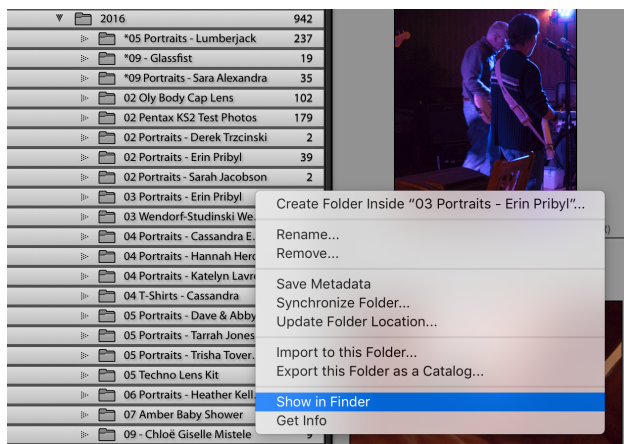 2016 942
*05 Portraits - Lumberjack 237
*09 - Glassfist 19
*09 Portraits - Sara Alexandra 35
02 Oly Body Cap Lens 102
02 Pentax KS2 Test Photos 179
02 Portraits - Derek Trzcinski 2
02 Portraits - Erin Pribyl 39
02 Portraits - Sarah Jacobson 2
03 Portraits - Erin Pribyl
03 Wendorf-Studinski We...
04 Portraits - Cassandra E...
04 Portraits - Hannah Herc
04 Portraits - Katelyn Lavr
04 T-Shirts - Cassandra
05 Portraits - Dave & Abby
05 Portraits - Tarrah Jones
05 Portraits - Trisha Tover...
05 Techno Lens Kit
06 Portraits - Heather Kell...
07 Amber Baby Shower
09 - Chloë Giselle Mistele 9
Create Folder Inside “03 Portraits - Erin Pribyl”...
Rename...
Remove...
Save Metadata
Synchronize Folder...
Update Folder Location...
Import to this Folder...
Export this Folder as a Catalog...
Show in Finder
Get Info